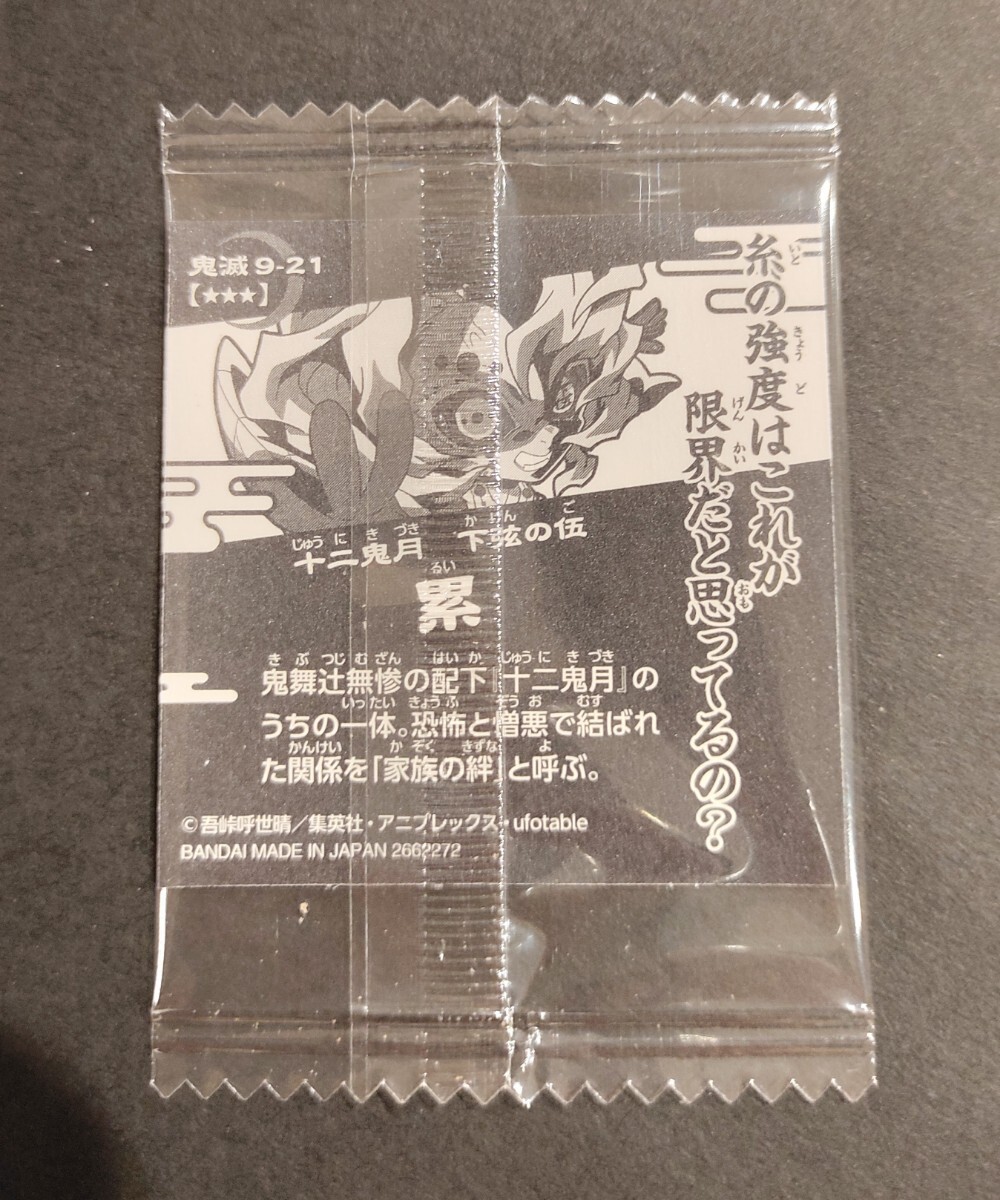 鬼滅9-21
【★★★】
糸の強度はこれが
限界だと思ってるの?
十二鬼月 下弦の伍
累
鬼舞辻無惨の配下『十二鬼月』の
うちの一体。恐怖と憎悪で結ばれ
た関係を「家族の絆」と呼ぶ。
©吾峠呼世晴/集英社・アニプレックス・ufotable
BANDAI MADE IN JAPAN 2662272